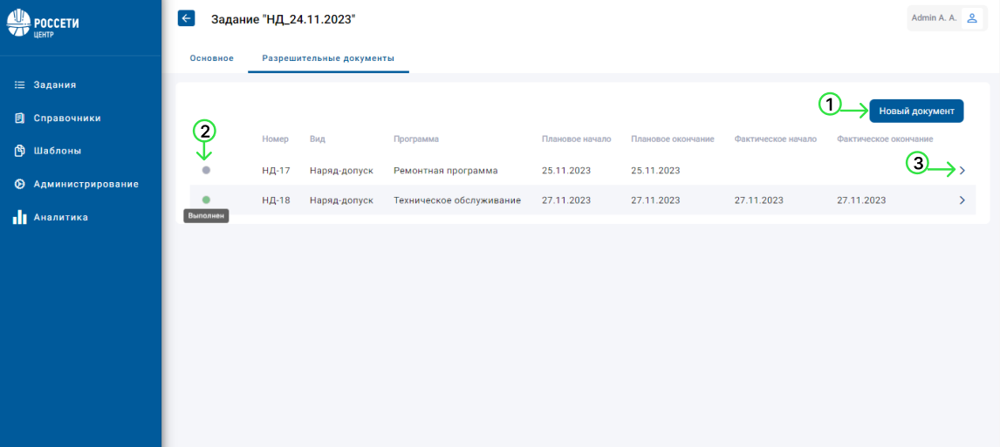 РОССЕТИ
ЦЕНТР
Задания
Справочники
Шаблоны
Администрирование
Аналитика
Задание "НД_24.11.2023"
Admin A. A.
Основное
Разрешительные документы
1
Новый документ
2
Номер Вид Программа Плановое начало Плановое окончание Фактическое начало Фактическое окончание
3
НД-17 Наряд-допуск Ремонтная программа 25.11.2023 25.11.2023
НД-18 Наряд-допуск Техническое обслуживание 27.11.2023 27.11.2023 27.11.2023 27.11.2023
Выполнен